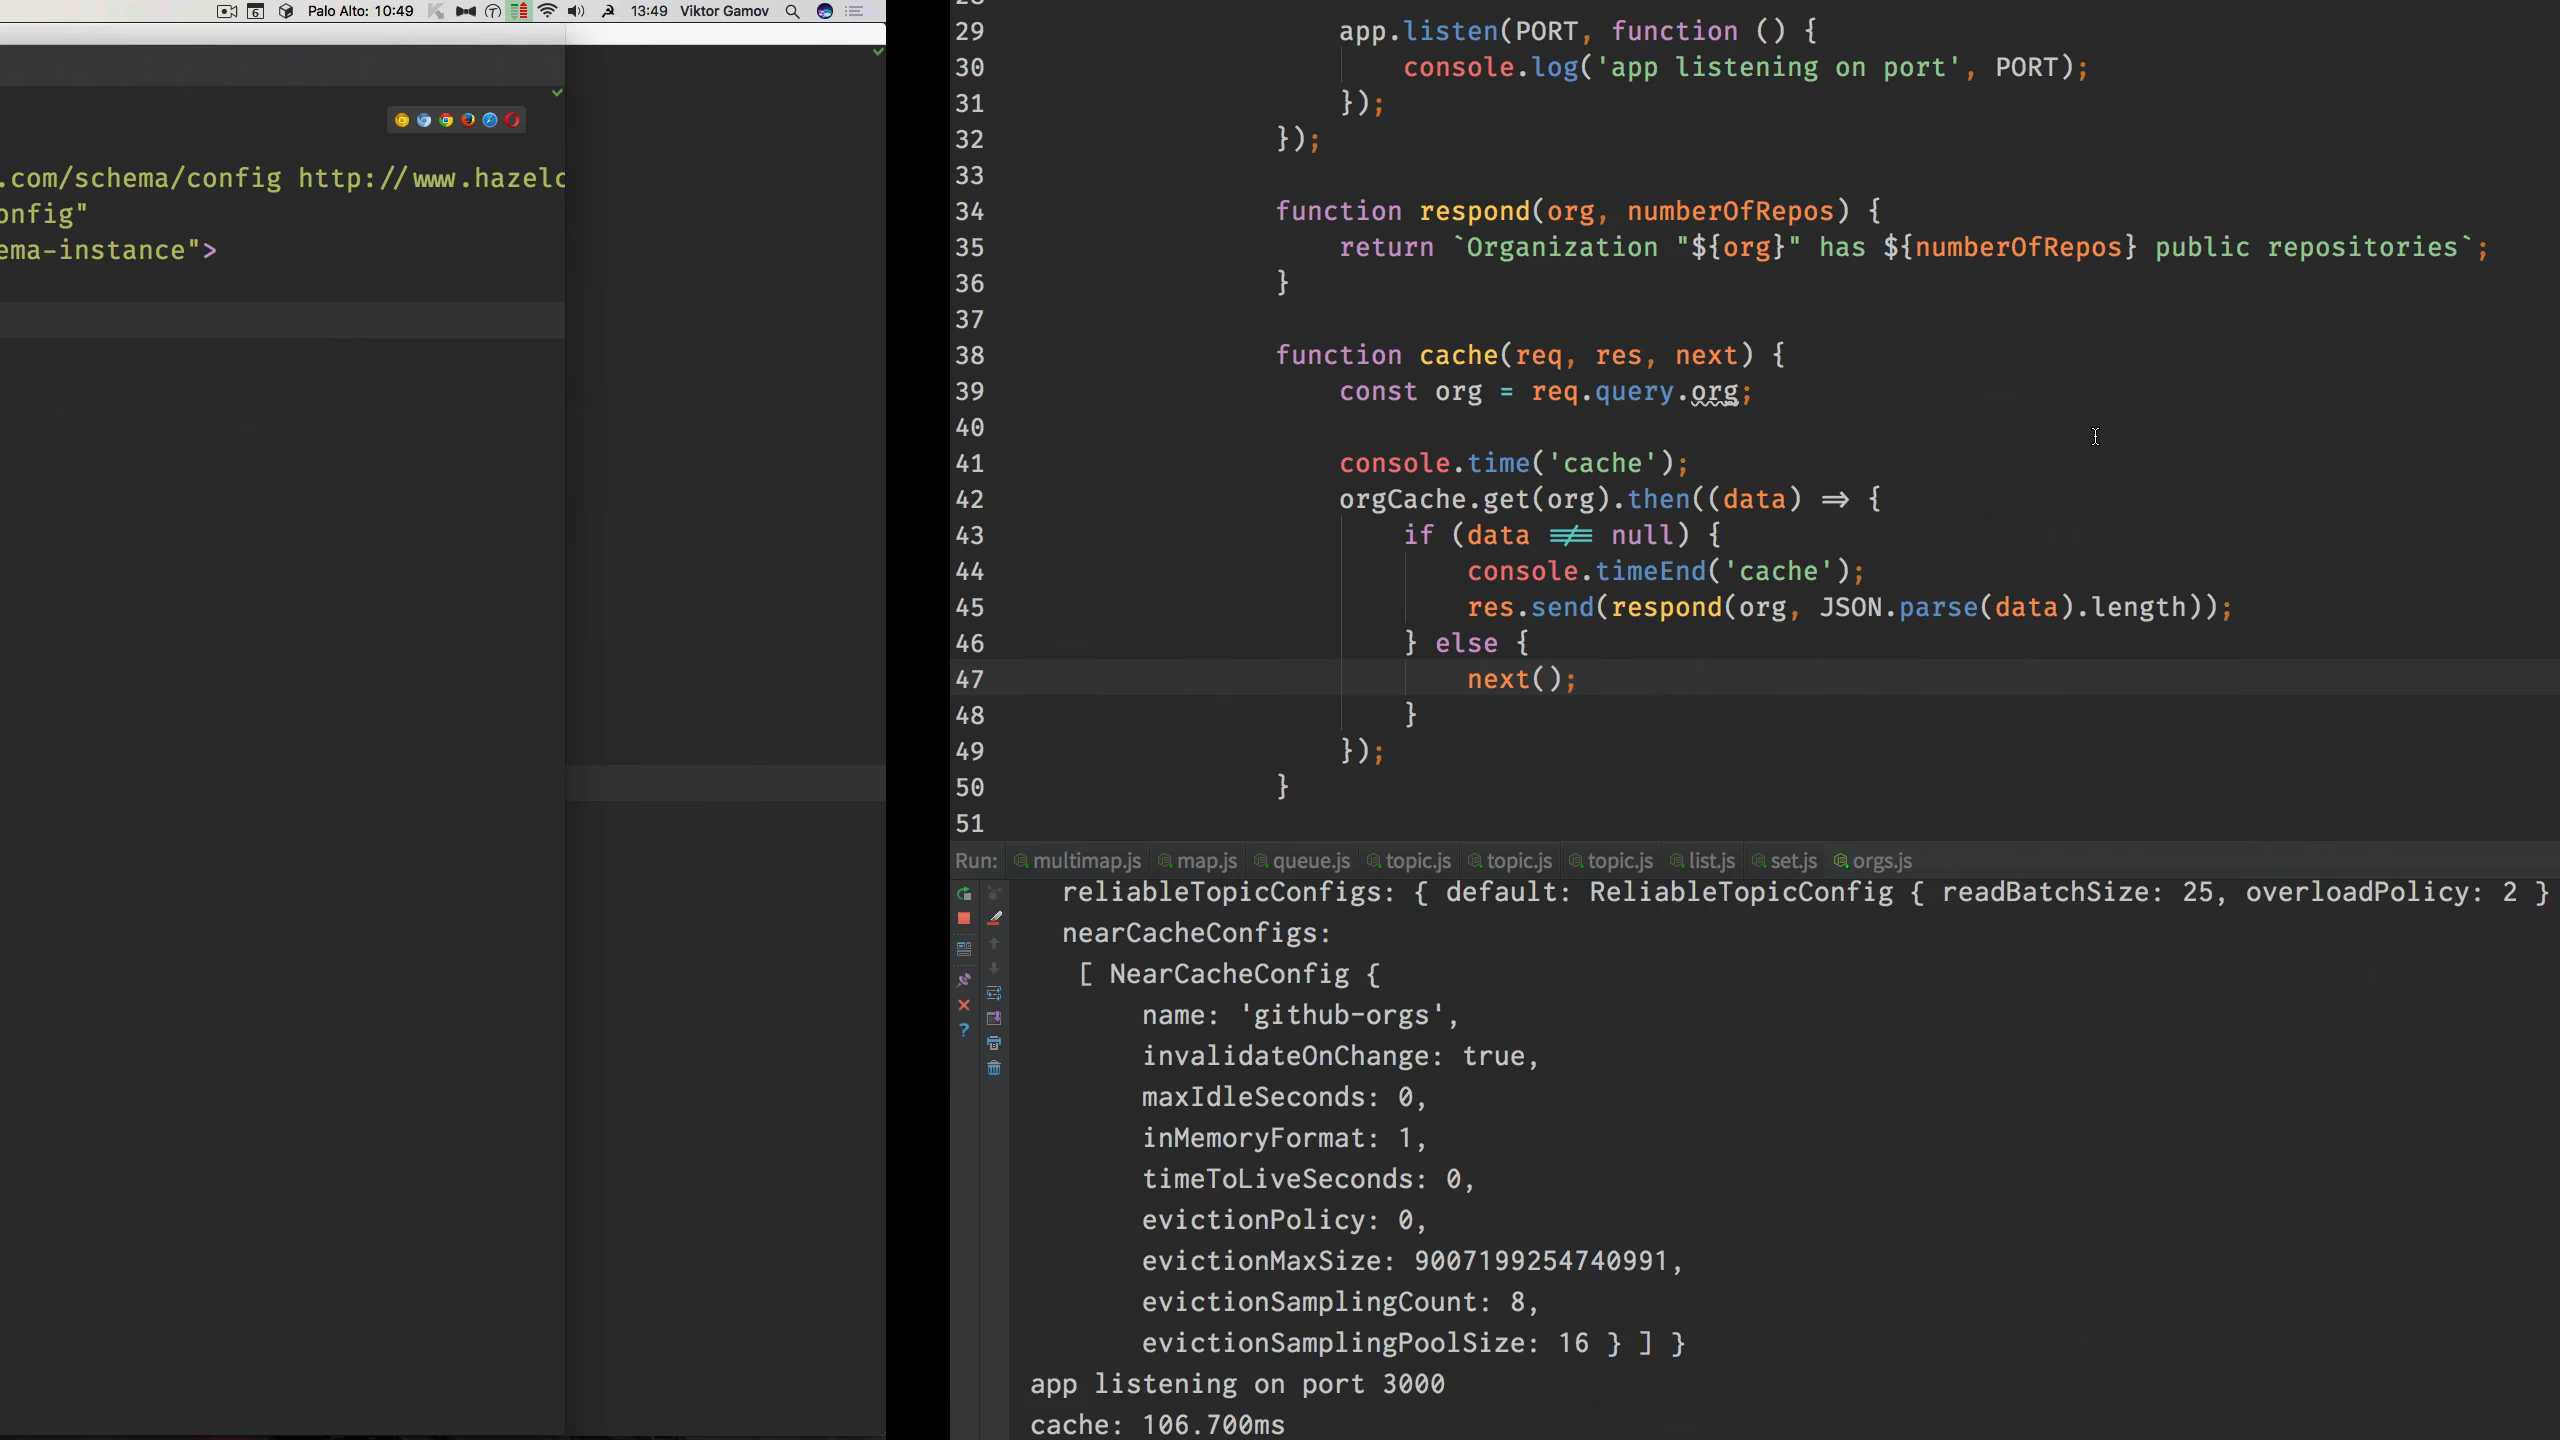 Palo Alto: 10:49
13:49
Viktor Gamov
.com/schema/config http://www.hazelc
onfig"
ema-instance">
29 app.listen(PORT, function () {
30 console.log('app listening on port', PORT);
31 });
32 });
33
34 function respond(org, numberOfRepos) {
35 return `Organization "${org}" has ${numberOfRepos} public repositories`;
36 }
37
38 function cache(req, res, next) {
39 const org = req.query.org;
40
41 console.time('cache');
42 orgCache.get(org).then((data) => {
43 if (data !== null) {
44 console.timeEnd('cache');
45 res.send(respond(org, JSON.parse(data).length));
46 } else {
47 next();
48 }
49 });
50 }
51
Run: multimap.js map.js queue.js topic.js topic.js topic.js list.js set.js orgs.js
reliableTopicConfigs: { default: ReliableTopicConfig { readBatchSize: 25, overloadPolicy: 2 }
nearCacheConfigs:
[ NearCacheConfig {
name: 'github-orgs',
invalidateOnChange: true,
maxIdleSeconds: 0,
inMemoryFormat: 1,
timeToLiveSeconds: 0,
evictionPolicy: 0,
evictionMaxSize: 9007199254740991,
evictionSamplingCount: 8,
evictionSamplingPoolSize: 16 } ] }
app listening on port 3000
cache: 106.700ms